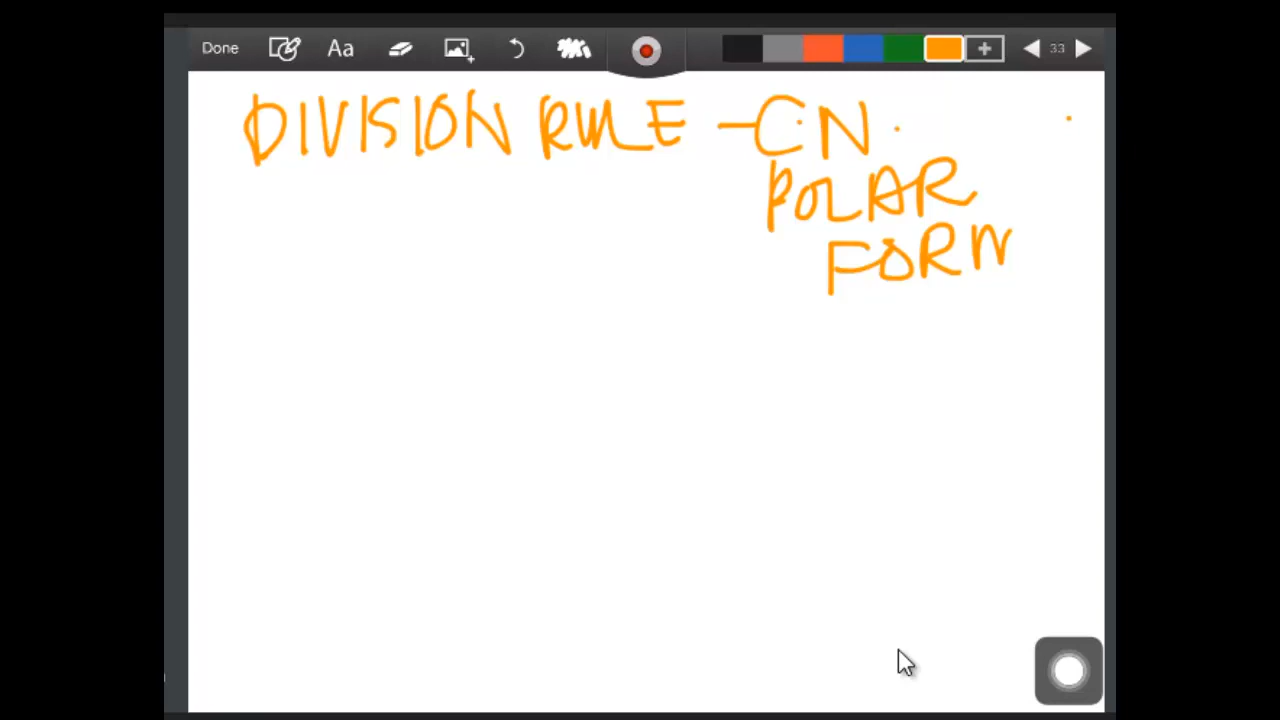 Done Aa 33
DIVISION RULE - C.N.
POLAR
FORM